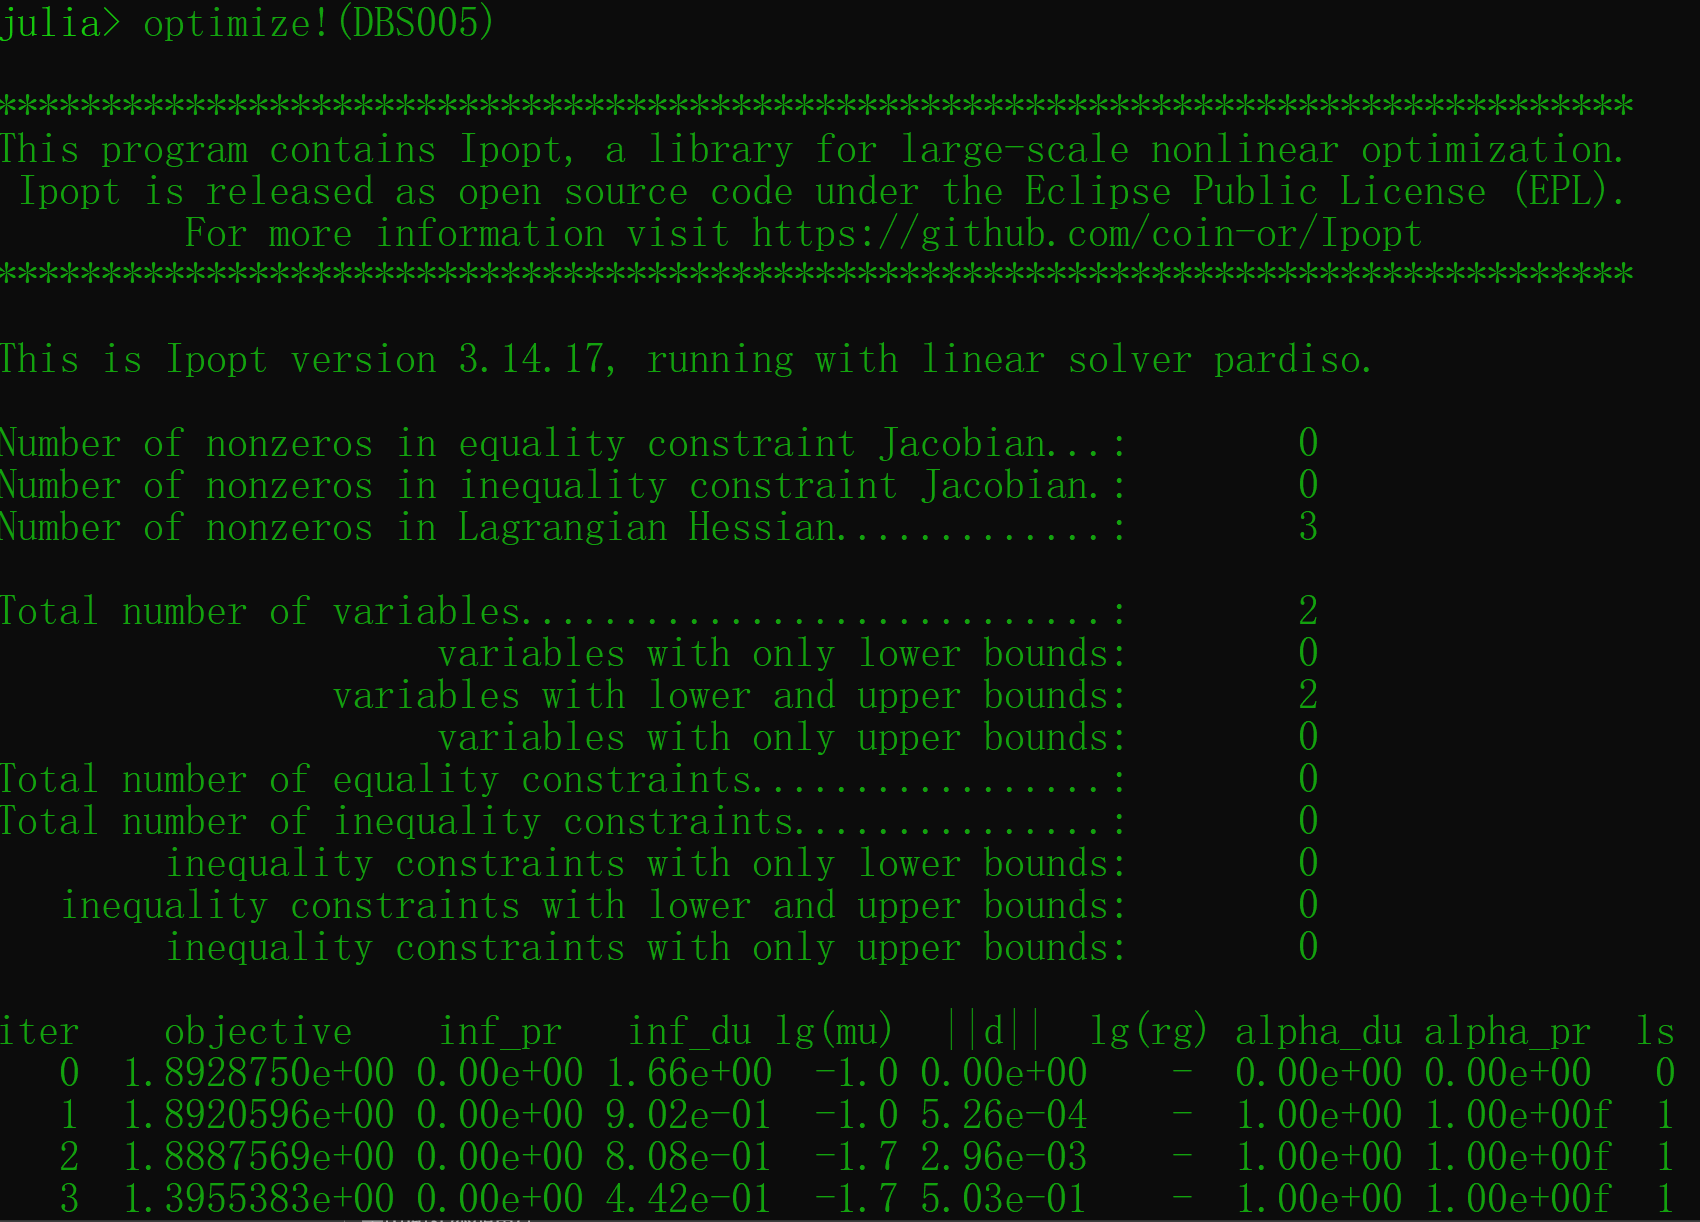 julia> optimize!(DBS005)
******************************************************************************
This program contains Ipopt, a library for large-scale nonlinear optimization.
 Ipopt is released as open source code under the Eclipse Public License (EPL).
         For more information visit https://github.com/coin-or/Ipopt
******************************************************************************
This is Ipopt version 3.14.17, running with linear solver pardiso.
Number of nonzeros in equality constraint Jacobian...:        0
Number of nonzeros in inequality constraint Jacobian.:        0
Number of nonzeros in Lagrangian Hessian.............:        3
Total number of variables............................:        2
                     variables with only lower bounds:        0
                variables with lower and upper bounds:        2
                     variables with only upper bounds:        0
Total number of equality constraints.................:        0
Total number of inequality constraints...............:        0
        inequality constraints with only lower bounds:        0
   inequality constraints with lower and upper bounds:        0
        inequality constraints with only upper bounds:        0
iter    objective    inf_pr   inf_du lg(mu)  ||d||  lg(rg) alpha_du alpha_pr  ls
   0  1.8928750e+00 0.00e+00 1.66e+00  -1.0 0.00e+00    -  0.00e+00 0.00e+00   0
   1  1.8920596e+00 0.00e+00 9.02e-01  -1.0 5.26e-04    -  1.00e+00 1.00e+00f  1
   2  1.8887569e+00 0.00e+00 8.08e-01  -1.7 2.96e-03    -  1.00e+00 1.00e+00f  1
   3  1.3955383e+00 0.00e+00 4.42e-01  -1.7 5.03e-01    -  1.00e+00 1.00e+00f  1